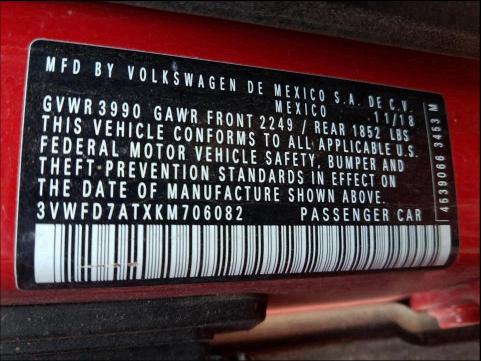 MFD BY VOLKSWAGEN DE MEXICO S.A. DE C.V.
MEXICO 11/18
GVWR 3990 GAWR FRONT 2249 / REAR 1852 LBS
THIS VEHICLE CONFORMS TO ALL APPLICABLE U.S.
FEDERAL MOTOR VEHICLE SAFETY, BUMPER AND
THEFT-PREVENTION STANDARDS IN EFFECT ON
THE DATE OF MANUFACTURE SHOWN ABOVE.
3VWFD7ATXKM706082 PASSENGER CAR
4539066 3453 M